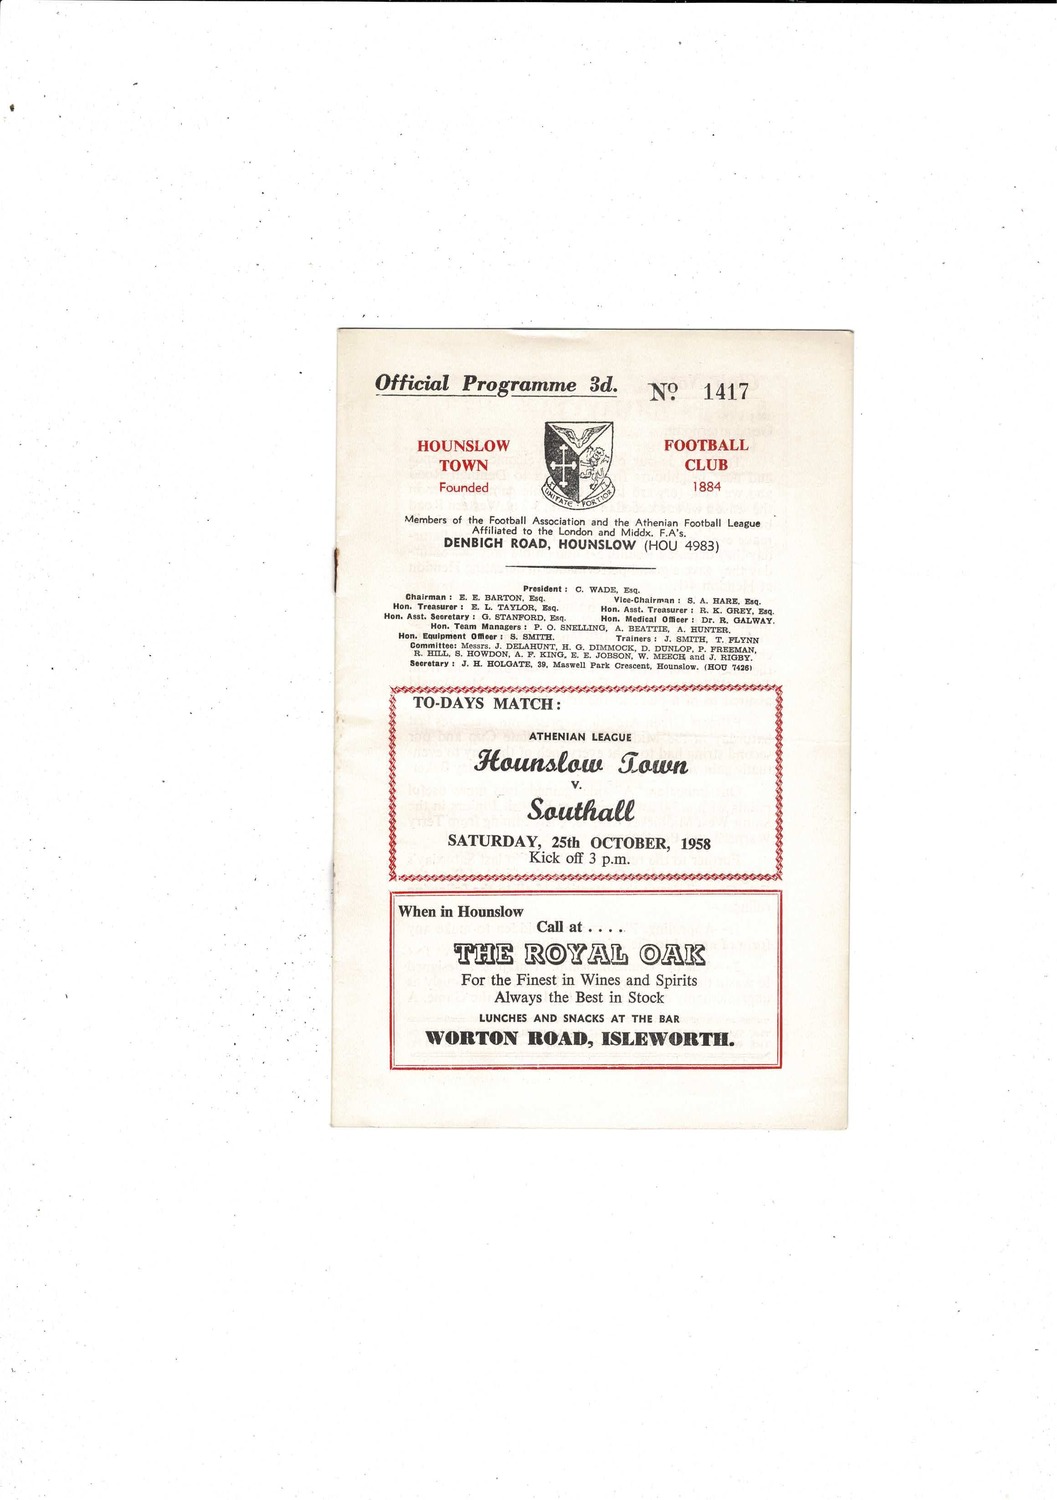 Official Programme 3d. Nº 1417
HOUNSLOW TOWN
FOOTBALL CLUB
Founded 1884
UNITATE FORTIOR
Members of the Football Association and the Athenian Football League
Affiliated to the London and Middx. F.A's.
DENBIGH ROAD, HOUNSLOW (HOU 4983)
President : C. WADE, Esq.
Chairman : E. E. BARTON, Esq. Vice-Chairman : S. A. HARE, Esq.
Hon. Treasurer : E. L. TAYLOR, Esq. Hon. Asst. Treasurer : R. K. GREY, Esq.
Hon. Asst. Secretary : G. STANFORD, Esq. Hon. Medical Officer : Dr. R. GALWAY.
Hon. Team Managers : P. O. SNELLING, A. BEATTIE, A. HUNTER.
Hon. Equipment Officer : S. SMITH. Trainers : J. SMITH, T. FLYNN
Committee: Messrs. J. DELAHUNT, H. G. DIMMOCK, D. DUNLOP, P. FREEMAN,
R. HILL, S. HOWDON, A. F. KING, E. E. JOBSON, W. MEECH and J. RIGBY.
Secretary : J. H. HOLGATE, 39, Maswell Park Crescent, Hounslow. (HOU 7426)
TO-DAYS MATCH :
ATHENIAN LEAGUE
Hounslow Town
v.
Southall
SATURDAY, 25th OCTOBER, 1958
Kick off 3 p.m.
When in Hounslow
Call at . . . .
THE ROYAL OAK
For the Finest in Wines and Spirits
Always the Best in Stock
LUNCHES AND SNACKS AT THE BAR
WORTON ROAD, ISLEWORTH.